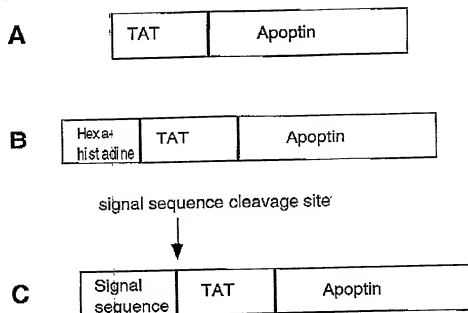 A TAT Apoptin
B Hexa- TAT Apoptin
histadine
signal sequence cleavage site
C Signal TAT Apoptin
sequence